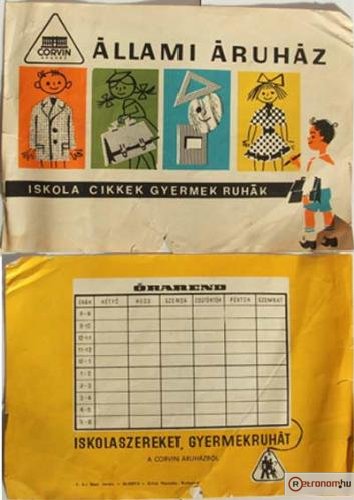 CORVIN
ÁRUHÁZ
ÁLLAMI ÁRUHÁZ
ISKOLA CIKKEK GYERMEK RUHÁK
ÓRAREND
ÓRÁK HÉTFŐ KEDD SZERDA CSÜTÖRTÖK PÉNTEK SZOMBAT
8-9
9-10
10-11
11-12
12-1
1-2
2-3
3-4
4-5
5-6
ISKOLASZEREKET, GYERMEKRUHÁT
A CORVIN ÁRUHÁZBÓL
Retronom.hu